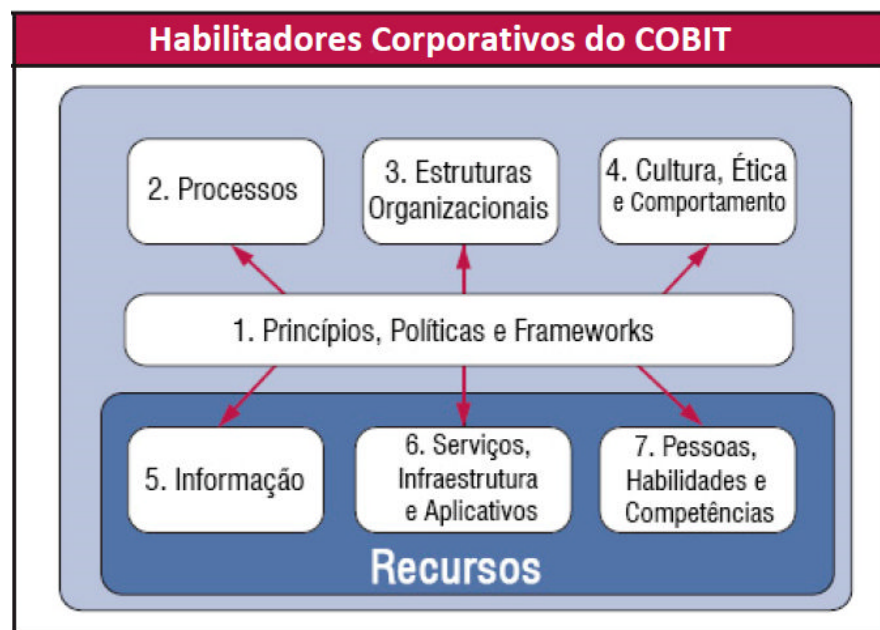 Habilitadores Corporativos do COBIT
2. Processos
3. Estruturas
Organizacionais
4. Cultura, Ética
e Comportamento
1. Princípios, Políticas e Frameworks
5. Informação
6. Serviços,
Infraestrutura
e Aplicativos
7. Pessoas,
Habilidades e
Competências
Recursos